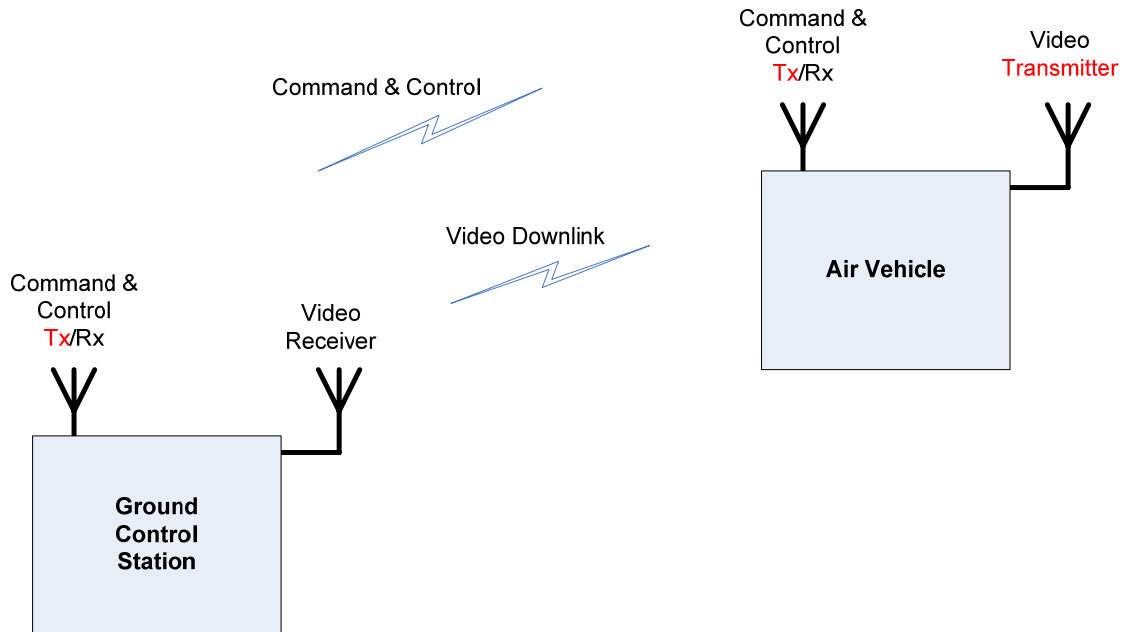 Command &
Control
Tx/Rx
Video
Transmitter
Command & Control
Air Vehicle
Video Downlink
Command &
Control
Tx/Rx
Video
Receiver
Ground
Control
Station